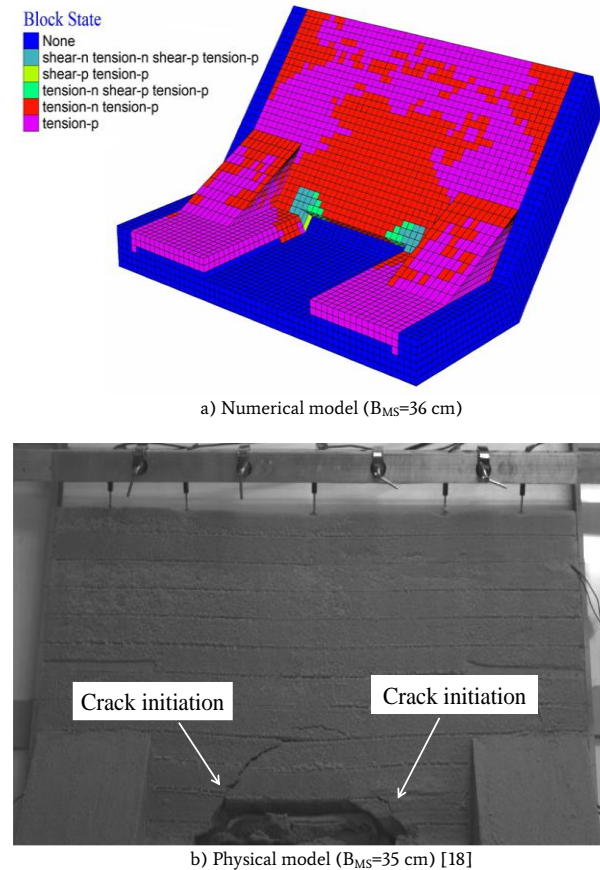 Block State
None
shear-n tension-n shear-p tension-p
shear-p tension-p
tension-n shear-p tension-p
tension-n tension-p
tension-p
a) Numerical model (BMS=36 cm)
Crack initiation
Crack initiation
b) Physical model (BMS=35 cm) [18]